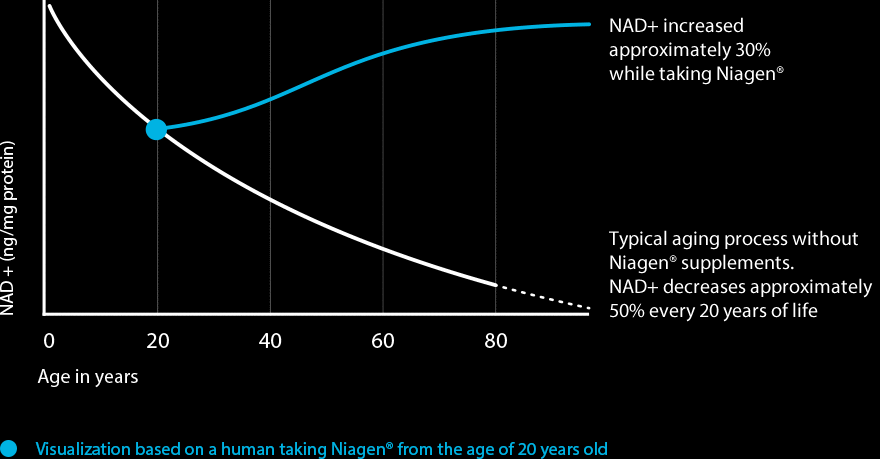 NAD+ increased
approximately 30%
while taking Niagen®
NAD + (ng/mg protein)
Typical aging process without
Niagen® supplements.
NAD+ decreases approximately
50% every 20 years of life
0 20 40 60 80
Age in years
Visualization based on a human taking Niagen® from the age of 20 years old